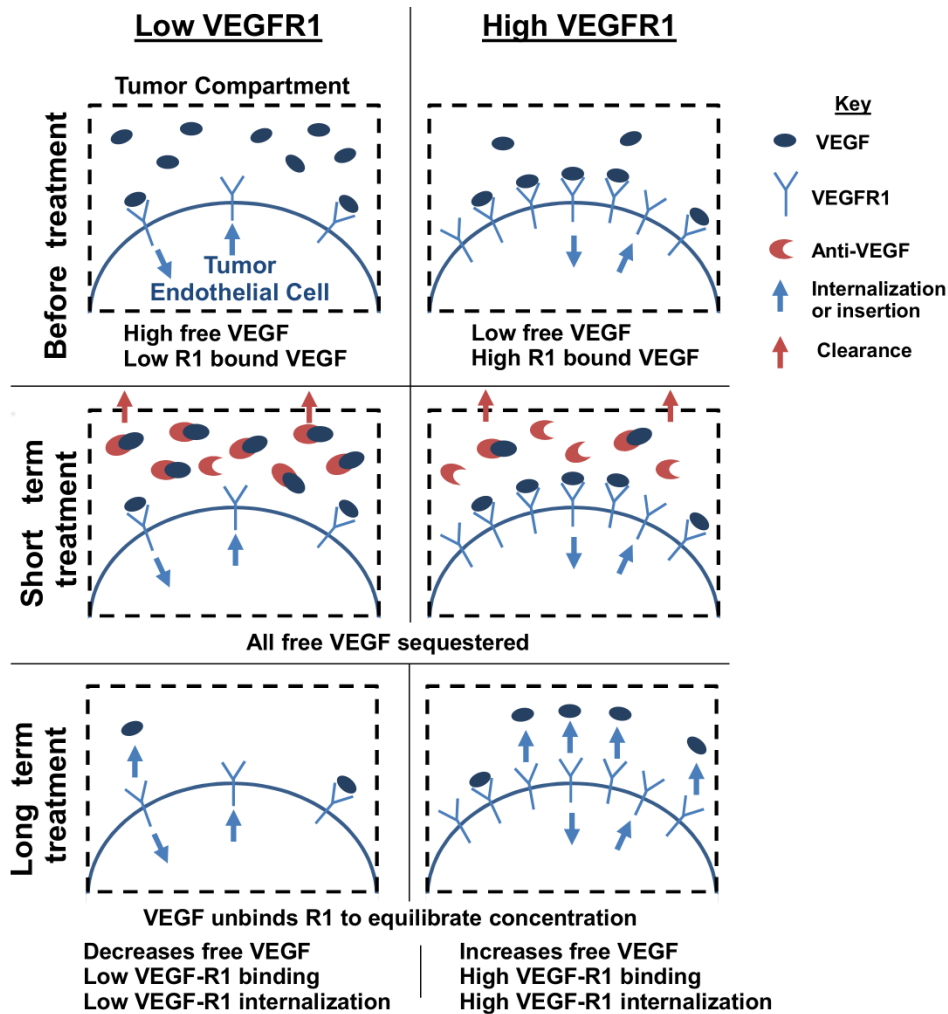 Low VEGFR1
High VEGFR1
Before treatment
Tumor Compartment
Tumor
Endothelial Cell
High free VEGF
Low R1 bound VEGF
Low free VEGF
High R1 bound VEGF
Key
VEGF
VEGFR1
Anti-VEGF
Internalization
or insertion
Clearance
Short term
treatment
All free VEGF sequestered
Long term
treatment
VEGF unbinds R1 to equilibrate concentration
Decreases free VEGF
Low VEGF-R1 binding
Low VEGF-R1 internalization
Increases free VEGF
High VEGF-R1 binding
High VEGF-R1 internalization